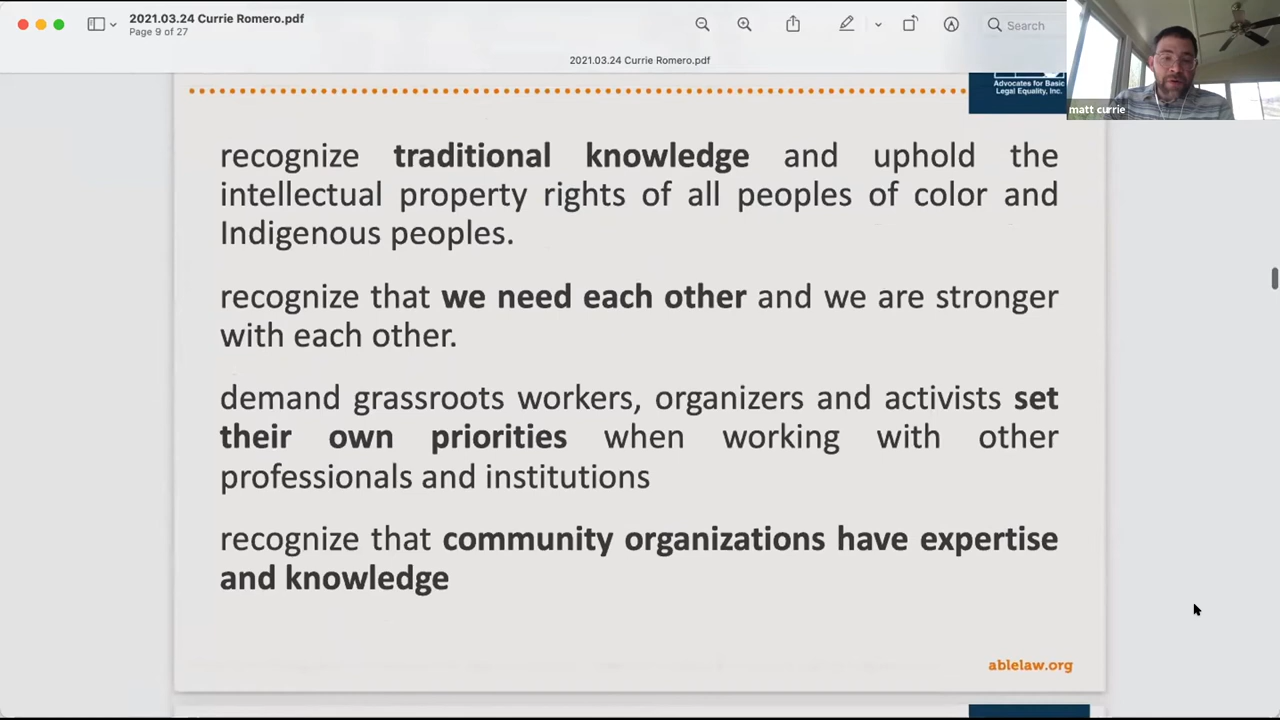 2021.03.24 Currie Romero.pdf
Page 9 of 27
Search
2021.03.24 Currie Romero.pdf
matt currie
Advocates for Basic
Legal Equality, Inc.
recognize traditional knowledge and uphold the
intellectual property rights of all peoples of color and
Indigenous peoples.
recognize that we need each other and we are stronger
with each other.
demand grassroots workers, organizers and activists set
their own priorities when working with other
professionals and institutions
recognize that community organizations have expertise
and knowledge
ablelaw.org